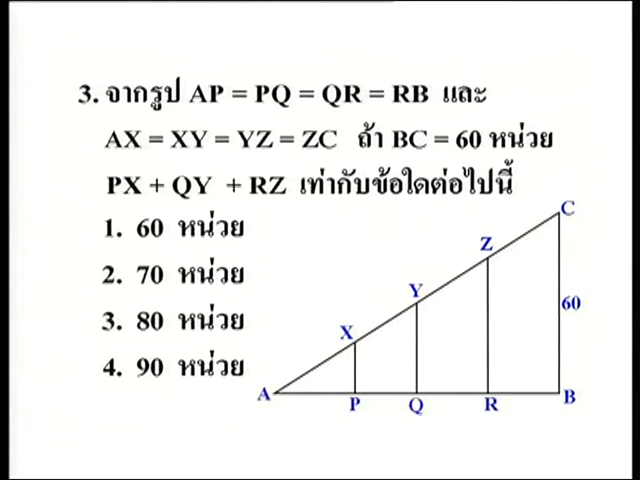 3. จากรูป AP = PQ = QR = RB และ
AX = XY = YZ = ZC ถ้า BC = 60 หน่วย
PX + QY + RZ เท่ากับข้อใดต่อไปนี้
1. 60 หน่วย
2. 70 หน่วย
3. 80 หน่วย
4. 90 หน่วย
C
Z
Y
60
X
A
P
Q
R
B